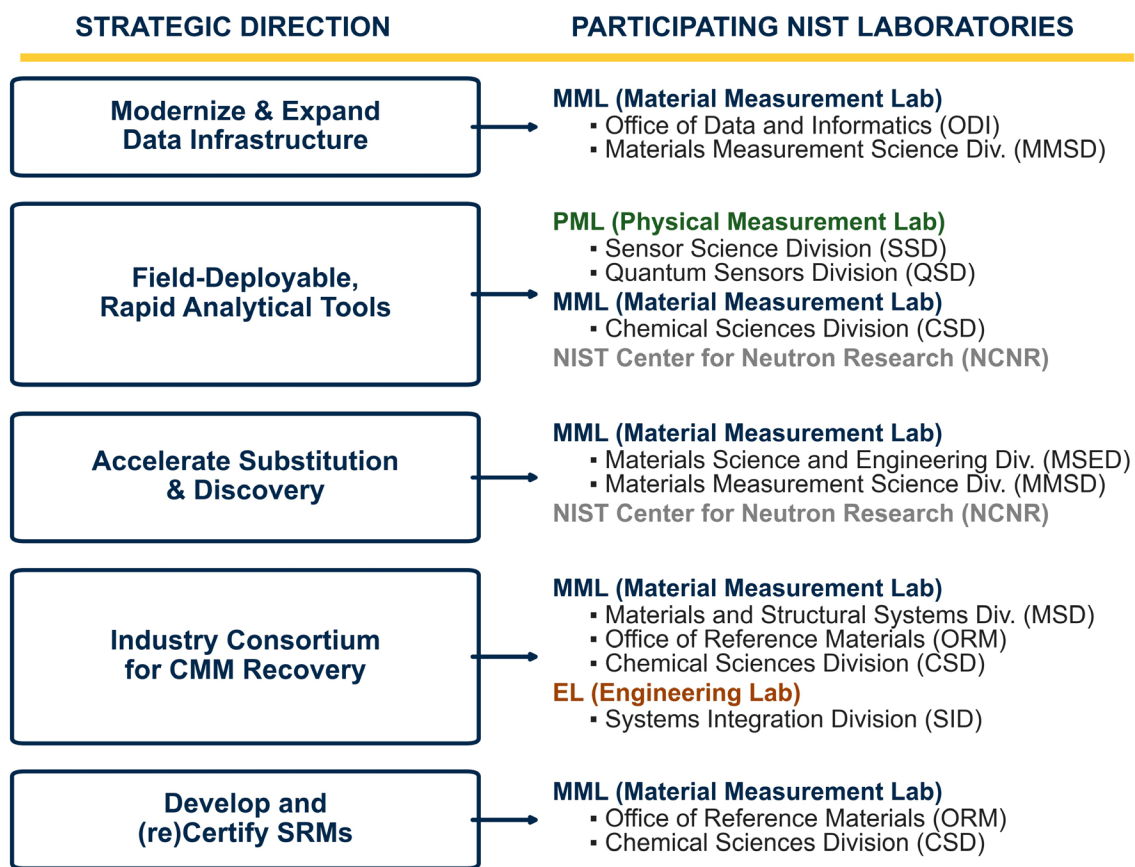 STRATEGIC DIRECTION
PARTICIPATING NIST LABORATORIES
Modernize & Expand
Data Infrastructure
MML (Material Measurement Lab)
▪ Office of Data and Informatics (ODI)
▪ Materials Measurement Science Div. (MMSD)
Field-Deployable,
Rapid Analytical Tools
PML (Physical Measurement Lab)
▪ Sensor Science Division (SSD)
▪ Quantum Sensors Division (QSD)
MML (Material Measurement Lab)
▪ Chemical Sciences Division (CSD)
NIST Center for Neutron Research (NCNR)
Accelerate Substitution
& Discovery
MML (Material Measurement Lab)
▪ Materials Science and Engineering Div. (MSED)
▪ Materials Measurement Science Div. (MMSD)
NIST Center for Neutron Research (NCNR)
Industry Consortium
for CMM Recovery
MML (Material Measurement Lab)
▪ Materials and Structural Systems Div. (MSD)
▪ Office of Reference Materials (ORM)
▪ Chemical Sciences Division (CSD)
EL (Engineering Lab)
▪ Systems Integration Division (SID)
Develop and
(re)Certify SRMs
MML (Material Measurement Lab)
▪ Office of Reference Materials (ORM)
▪ Chemical Sciences Division (CSD)